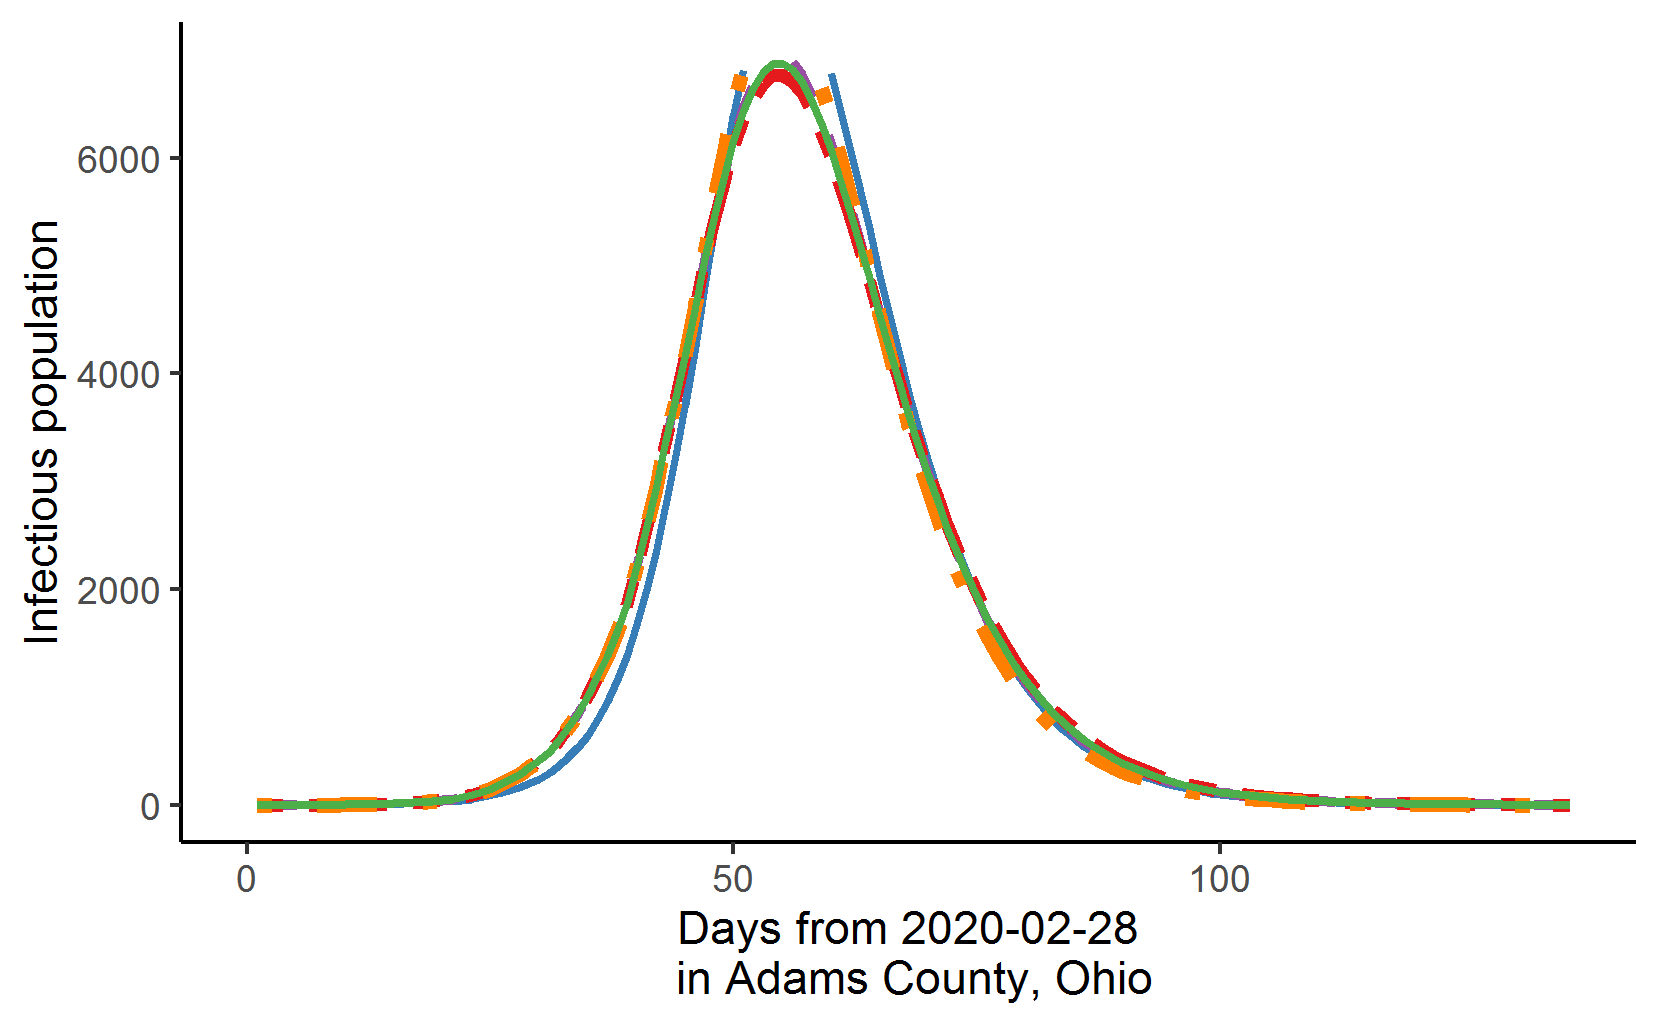 Infectious population
6000
4000
2000
0
0 50 100
Days from 2020-02-28
in Adams County, Ohio